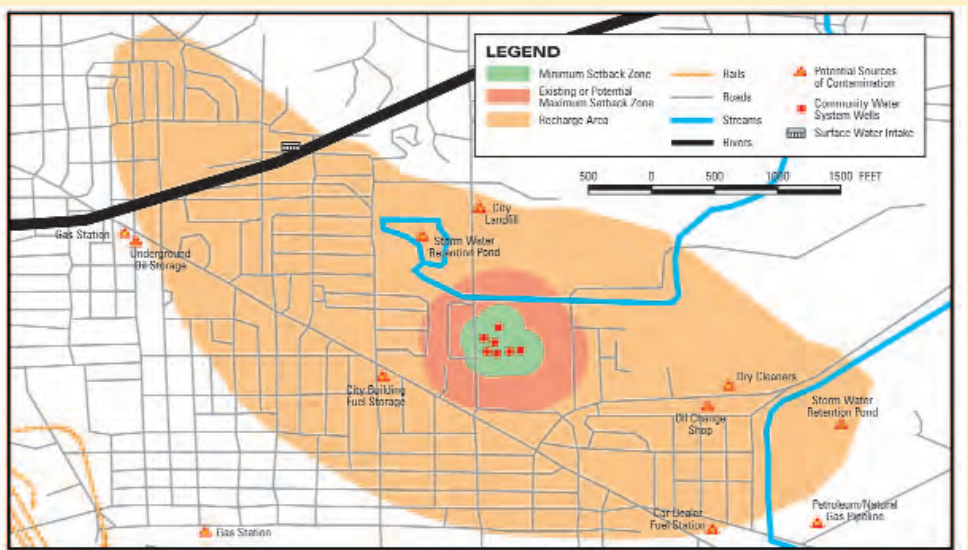 LEGEND
Minimum Setback Zone
Existing or Potential
Maximum Setback Zone
Recharge Area
Rails
Roads
Streams
Rivers
Potential Sources
of Contamination
Community Water
System Wells
Surface Water Intake
500 0 500 1000 1500 FEET
City
Landfill
Gas Station
Underground
Oil Storage
Storm Water
Retention Pond
City Building
Fuel Storage
Dry Cleaners
Oil Change
Shop
Storm Water
Retention Pond
Gas Station
Car Dealer
Fuel Station
Petroleum/Natural
Gas Pipeline